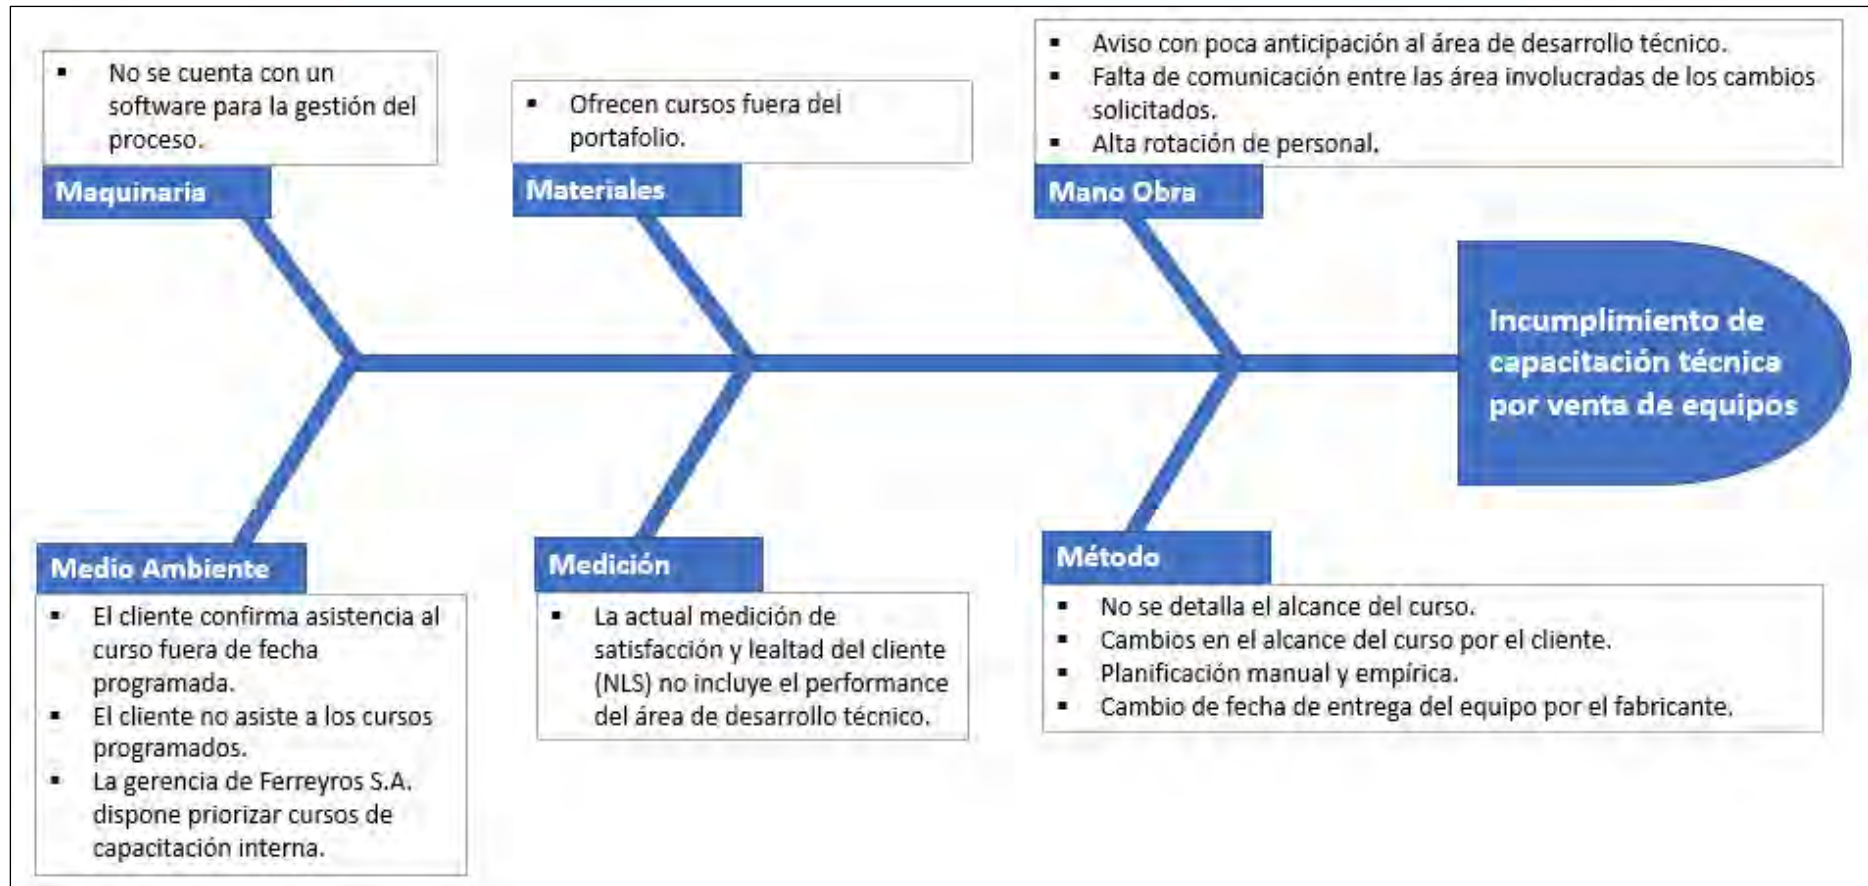 ▪ No se cuenta con un
software para la gestión del
proceso.
Maquinaria
▪ Ofrecen cursos fuera del
portafolio.
Materiales
▪ Aviso con poca anticipación al área de desarrollo técnico.
▪ Falta de comunicación entre las área involucradas de los cambios
solicitados.
▪ Alta rotación de personal.
Mano Obra
Incumplimiento de
capacitación técnica
por venta de equipos
Medio Ambiente
▪ El cliente confirma asistencia al
curso fuera de fecha
programada.
▪ El cliente no asiste a los cursos
programados.
▪ La gerencia de Ferreyros S.A.
dispone priorizar cursos de
capacitación interna.
Medición
▪ La actual medición de
satisfacción y lealtad del cliente
(NLS) no incluye el performance
del área de desarrollo técnico.
Método
▪ No se detalla el alcance del curso.
▪ Cambios en el alcance del curso por el cliente.
▪ Planificación manual y empírica.
▪ Cambio de fecha de entrega del equipo por el fabricante.